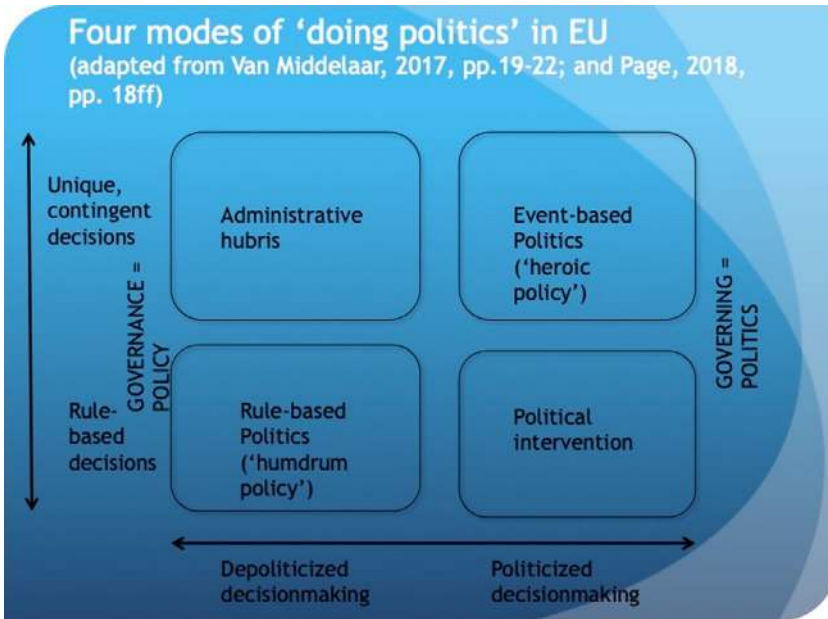 Four modes of ‘doing politics’ in EU
(adapted from Van Middelaar, 2017, pp.19-22; and Page, 2018,
pp. 18ff)
Unique,
contingent
decisions
Administrative
hubris
Event-based
Politics
(‘heroic
policy’)
GOVERNANCE =
POLICY
GOVERNING =
POLITICS
Rule-
based
decisions
Rule-based
Politics
(‘humdrum
policy’)
Political
intervention
Depoliticized
decisionmaking
Politicized
decisionmaking